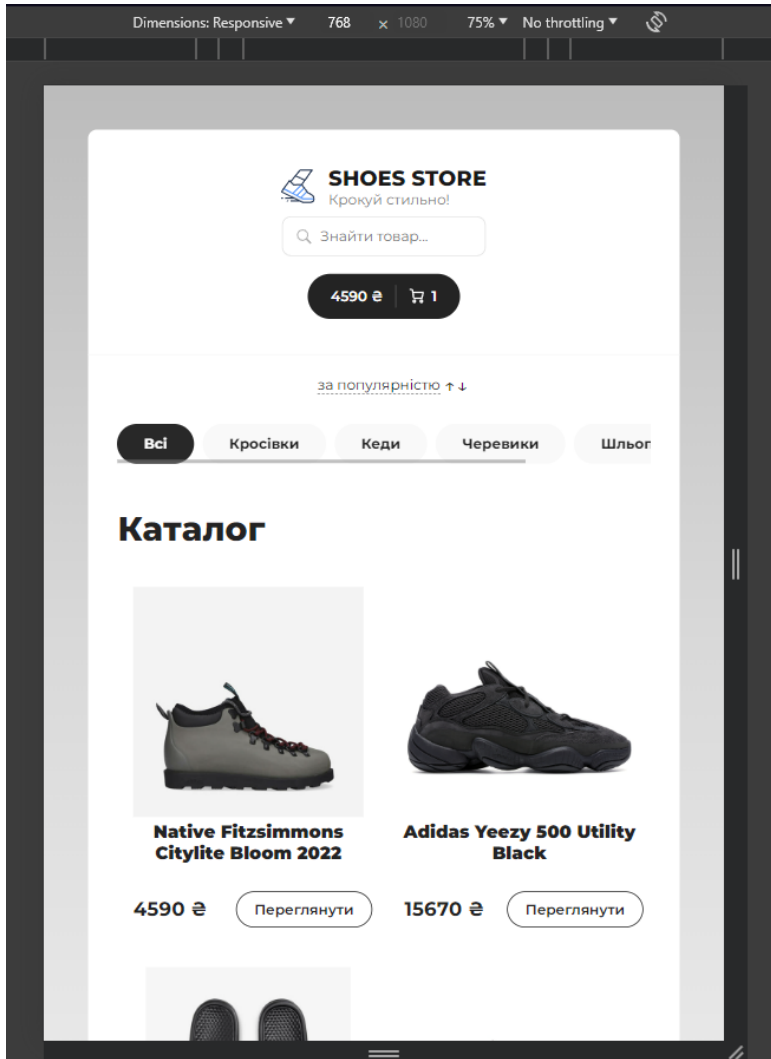 Dimensions: Responsive ▼ 768 × 1080 75% ▼ No throttling ▼
SHOES STORE
Крокуй стильно!
Знайти товар...
4590 ₴ 1
за популярністю ↑ ↓
Всі Кросівки Кеди Черевики Шльог
Каталог
Native Fitzsimmons
Citylite Bloom 2022
Adidas Yeezy 500 Utility
Black
4590 ₴ Переглянути 15670 ₴ Переглянути